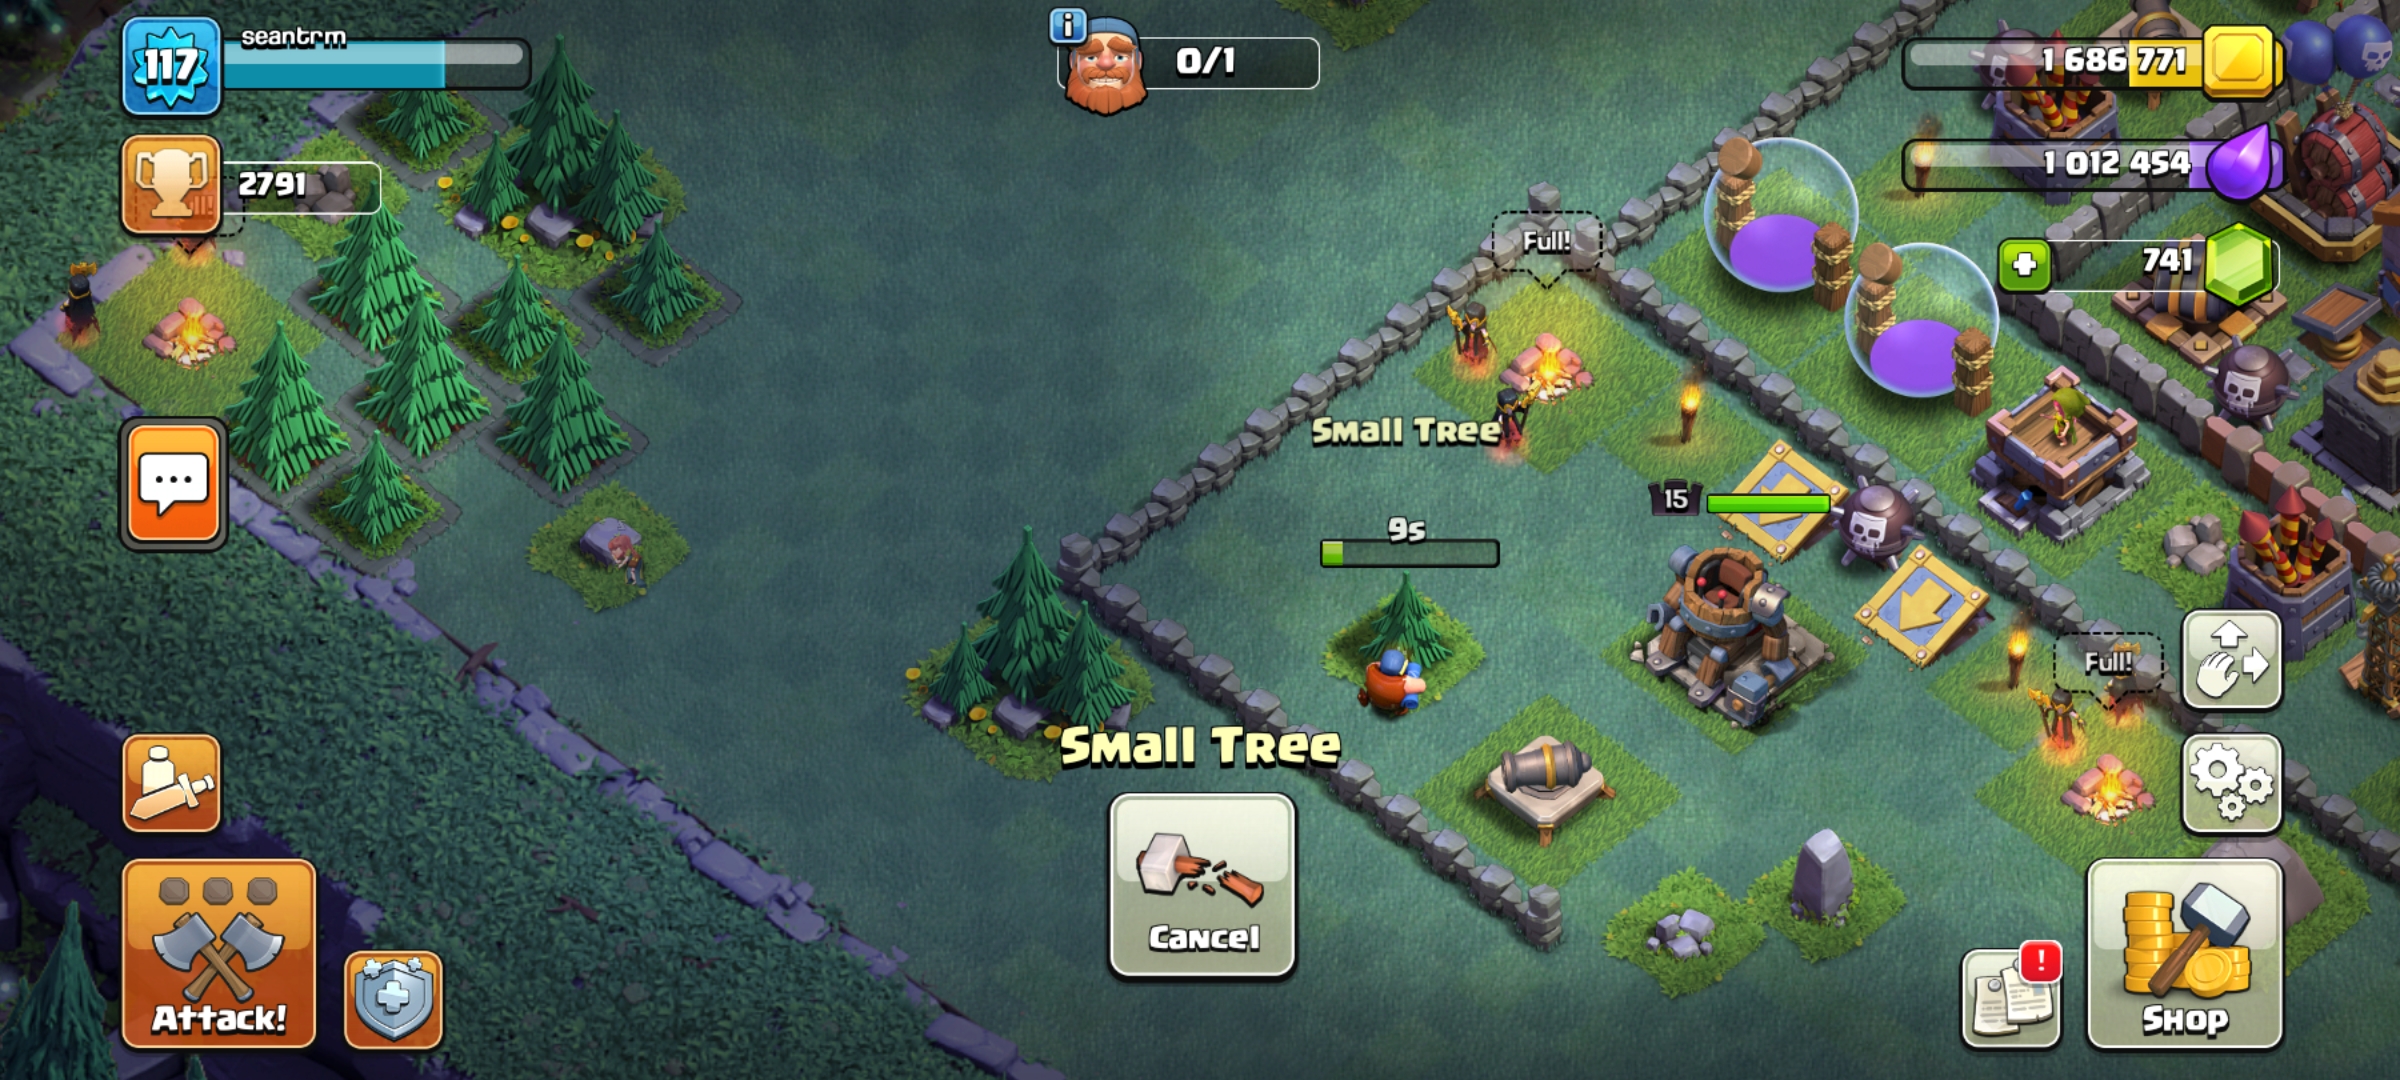 117
seantrm
0/1
1 686 771
2791
1 012 454
741
Full!
Small Tree
15
9s
Full!
Small Tree
Cancel
Attack!
!
Shop